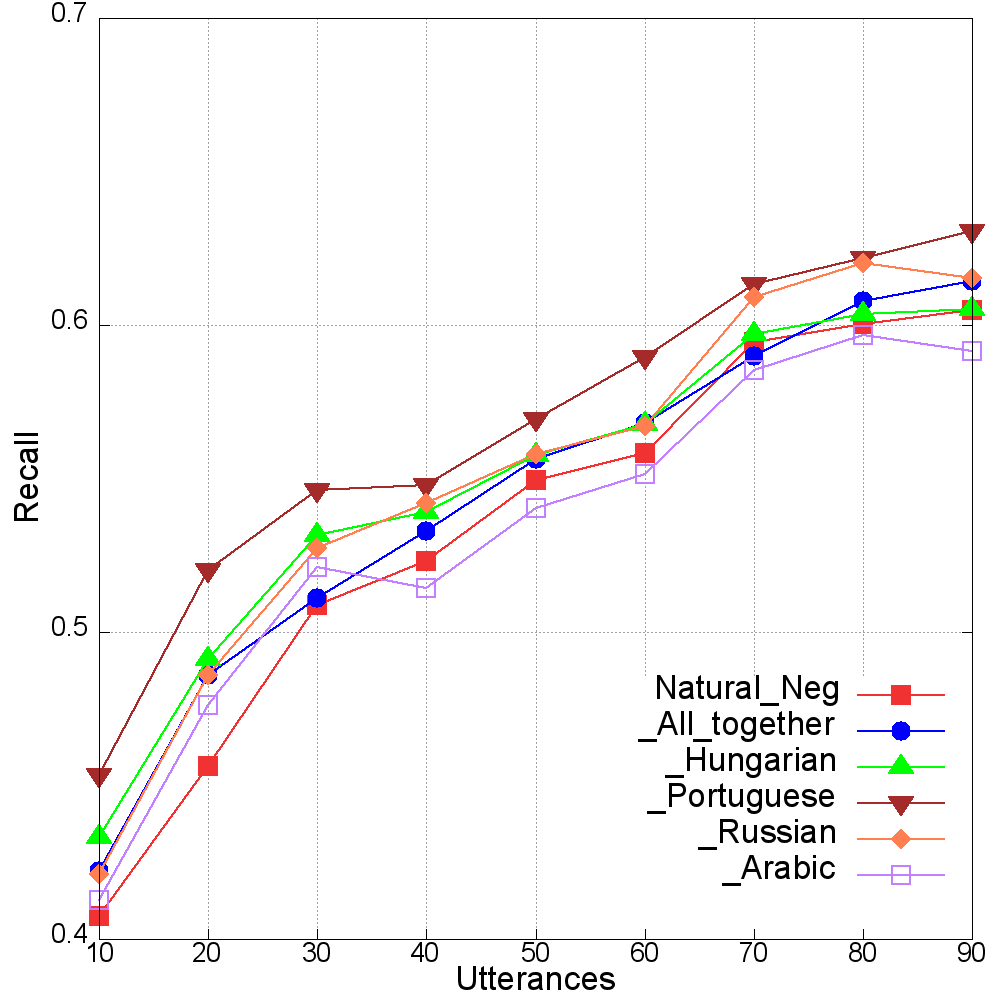 0.7
0.6
0.5
0.4
Recall
Natural_Neg
_All_together
_Hungarian
_Portuguese
_Russian
_Arabic
10 20 30 40 50 60 70 80 90
Utterances